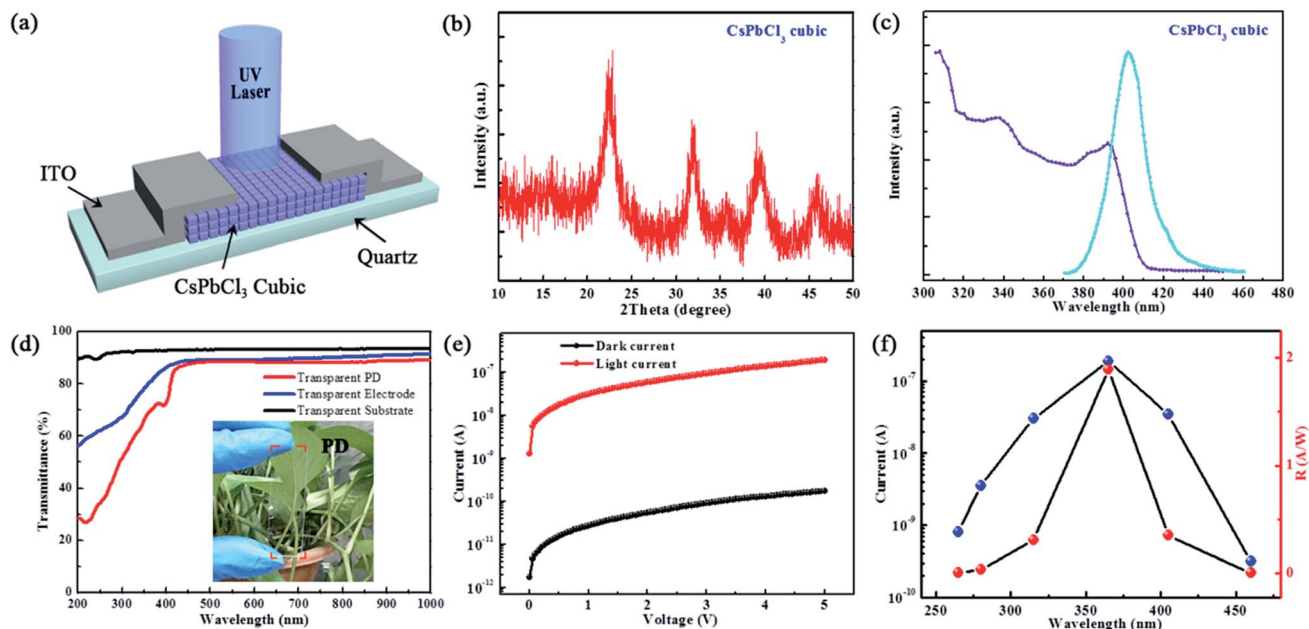 (a)
UV
Laser
ITO
Quartz
CsPbCl₃ Cubic
(b)
CsPbCl₃ cubic
Intensity (a.u.)
10 15 20 25 30 35 40 45 50
2Theta (degree)
(c)
CsPbCl₃ cubic
Intensity (a.u.)
300 320 340 360 380 400 420 440 460 480
Wavelength (nm)
(d)
100
80
60
40
20
0
Transmittance (%)
Transparent PD
Transparent Electrode
Transparent Substrate
PD
200 300 400 500 600 700 800 900 1000
Wavelength (nm)
(e)
Dark current
Light current
10⁻⁷
10⁻⁸
10⁻⁹
10⁻¹⁰
10⁻¹¹
10⁻¹²
Current (A)
0 1 2 3 4 5
Voltage (V)
(f)
10⁻⁷
10⁻⁸
10⁻⁹
10⁻¹⁰
Current (A)
2
1
0
R (A/W)
250 300 350 400 450
Wavelength (nm)